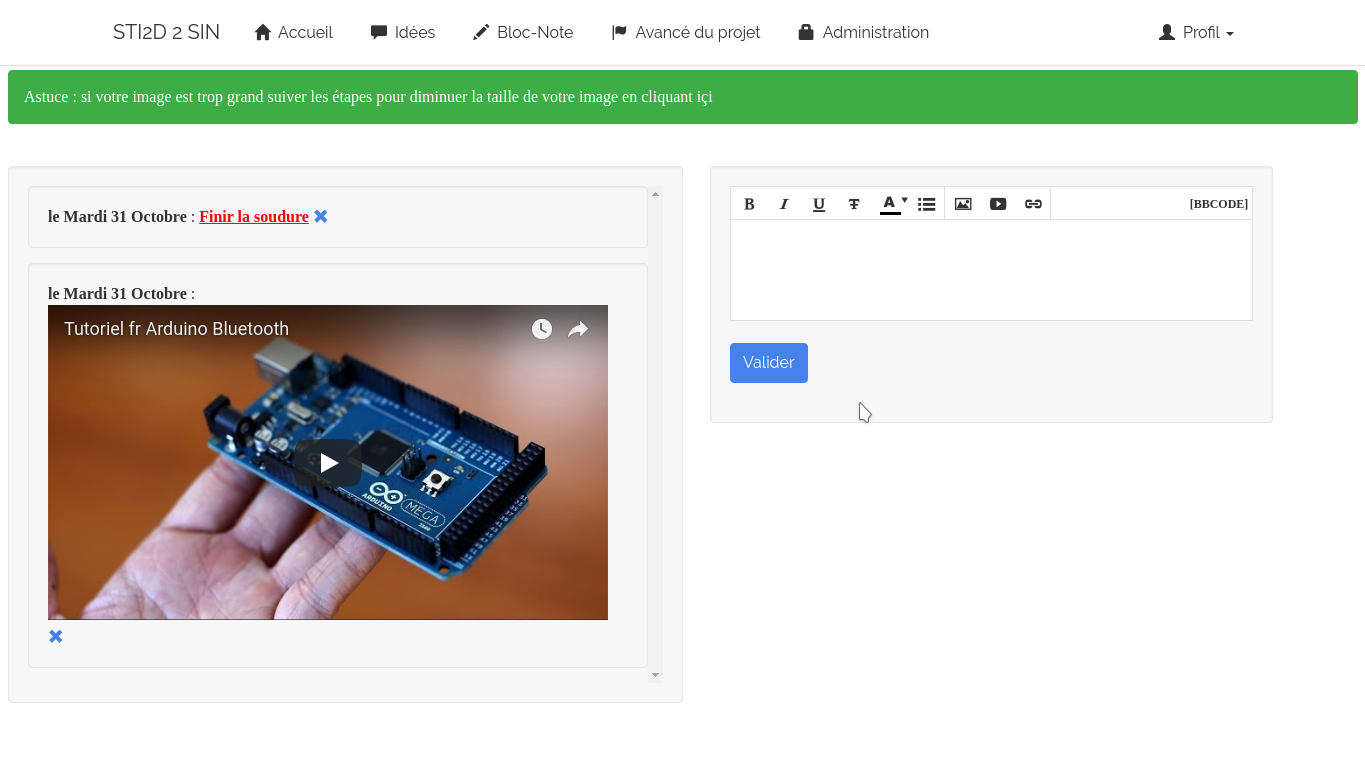 STI2D 2 SIN Accueil Idées Bloc-Note Avancé du projet Administration Profil
Astuce : si votre image est trop grand suiver les étapes pour diminuer la taille de votre image en cliquant içi
le Mardi 31 Octobre : Finir la soudure
le Mardi 31 Octobre :
Tutoriel fr Arduino Bluetooth
ARDUINO
MEGA
B I U T A [BBCODE]
Valider